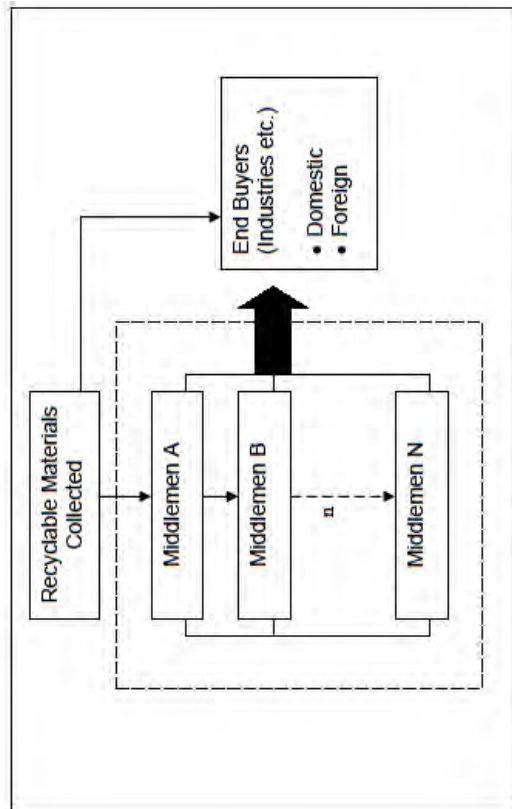 Recyclable Materials
Collected
Middlemen A
Middlemen B
n
Middlemen N
End Buyers
(Industries etc.)
• Domestic
• Foreign